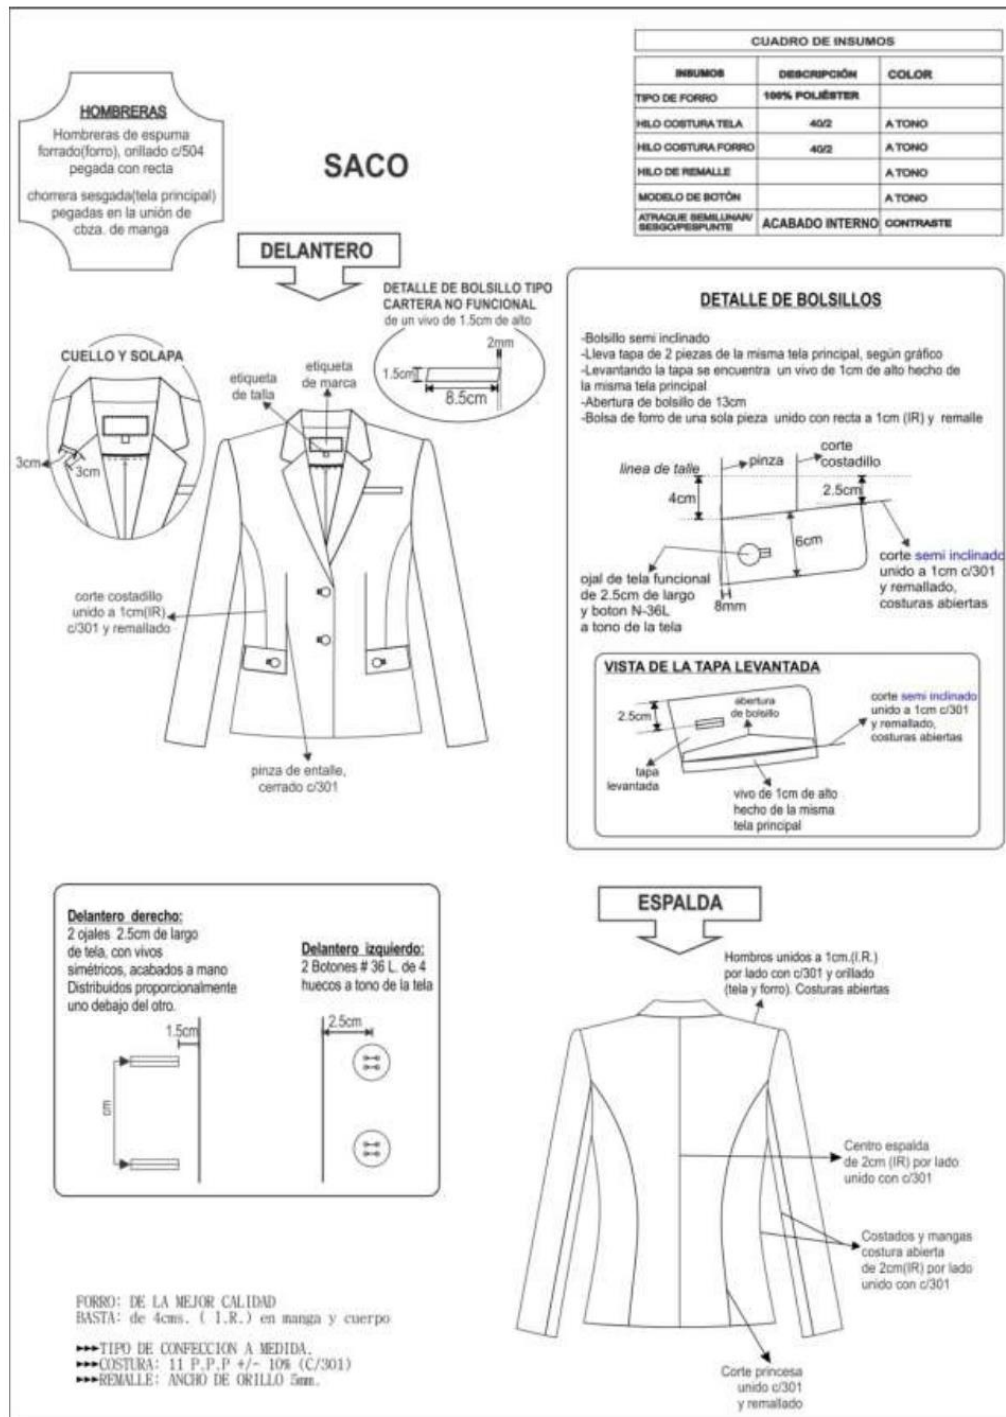 CUADRO DE INSUMOS
INSUMOS DESCRIPCIÓN COLOR
TIPO DE FORRO 100% POLIÉSTER
HILO COSTURA TELA 40/2 A TONO
HILO COSTURA FORRO 40/2 A TONO
HILO DE REMALLE A TONO
MODELO DE BOTÓN A TONO
ATRAQUE SEMILUNAR/
SESGO/PESPUNTE ACABADO INTERNO CONTRASTE
HOMBRERAS
Hombreras de espuma
forrado(forro), orillado c/504
pegada con recta
chorrera sesgada(tela principal)
pegadas en la unión de
cbza. de manga
SACO
DELANTERO
DETALLE DE BOLSILLO TIPO
CARTERA NO FUNCIONAL
de un vivo de 1.5cm de alto
2mm
1.5cm
8.5cm
CUELLO Y SOLAPA
3cm
3cm
etiqueta
de talla
etiqueta
de marca
corte costadillo
unido a 1cm(IR)
c/301 y remallado
pinza de entalle,
cerrado c/301
DETALLE DE BOLSILLOS
-Bolsillo semi inclinado
-Lleva tapa de 2 piezas de la misma tela principal, según gráfico
-Levantando la tapa se encuentra un vivo de 1cm de alto hecho de
la misma tela principal
-Abertura de bolsillo de 13cm
-Bolsa de forro de una sola pieza unido con recta a 1cm (IR) y remalle
linea de talle
pinza
corte
costadillo
4cm
2.5cm
6cm
8mm
ojal de tela funcional
de 2.5cm de largo
y boton N-36L
a tono de la tela
corte semi inclinado
unido a 1cm c/301
y remallado,
costuras abiertas
VISTA DE LA TAPA LEVANTADA
2.5cm
abertura
de bolsillo
corte semi inclinado
unido a 1cm c/301
y remallado,
costuras abiertas
tapa
levantada
vivo de 1cm de alto
hecho de la misma
tela principal
Delantero derecho:
2 ojales 2.5cm de largo
de tela, con vivos
simétricos, acabados a mano
Distribuidos proporcionalmente
uno debajo del otro.
1.5cm
cm
Delantero izquierdo:
2 Botones # 36 L. de 4
huecos a tono de la tela
2.5cm
ESPALDA
Hombros unidos a 1cm.(I.R.)
por lado con c/301 y orillado
(tela y forro). Costuras abiertas
Centro espalda
de 2cm (IR) por lado
unido con c/301
Costados y mangas
costura abierta
de 2cm(IR) por lado
unido con c/301
Corte princesa
unido c/301
y remallado
FORRO: DE LA MEJOR CALIDAD
BASTA: de 4cms. ( I.R.) en manga y cuerpo
►►►TIPO DE CONFECCION A MEDIDA.
►►►COSTURA: 11 P.P.P +/- 10% (C/301)
►►►REMALLE: ANCHO DE ORILLO 5mm.